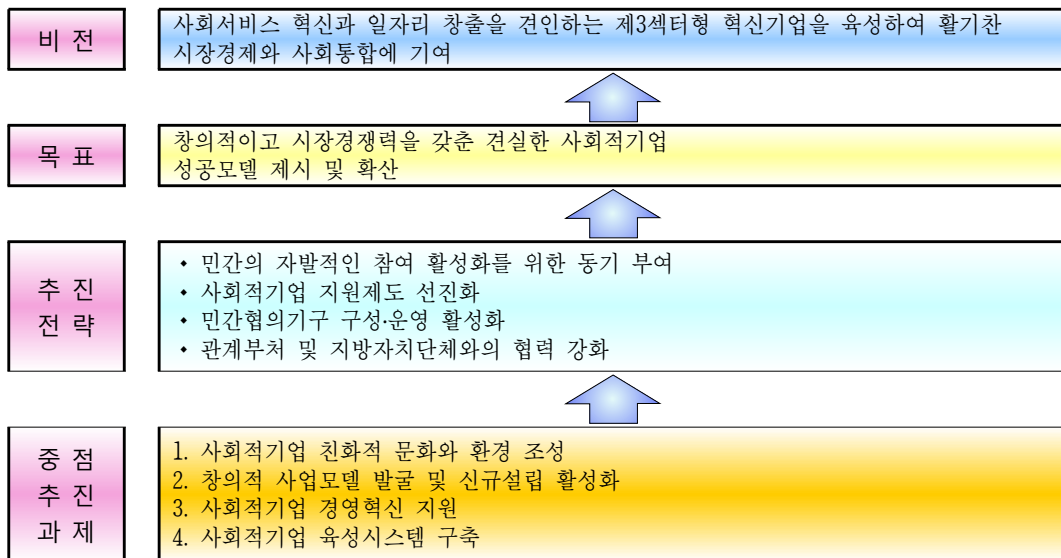 비 전
사회서비스 혁신과 일자리 창출을 견인하는 제3섹터형 혁신기업을 육성하여 활기찬
시장경제와 사회통합에 기여
목 표
창의적이고 시장경쟁력을 갖춘 견실한 사회적기업
성공모델 제시 및 확산
추 진
전 략
• 민간의 자발적인 참여 활성화를 위한 동기 부여
• 사회적기업 지원제도 선진화
• 민간협의기구 구성·운영 활성화
• 관계부처 및 지방자치단체와의 협력 강화
중 점
추 진
과 제
1. 사회적기업 친화적 문화와 환경 조성
2. 창의적 사업모델 발굴 및 신규설립 활성화
3. 사회적기업 경영혁신 지원
4. 사회적기업 육성시스템 구축